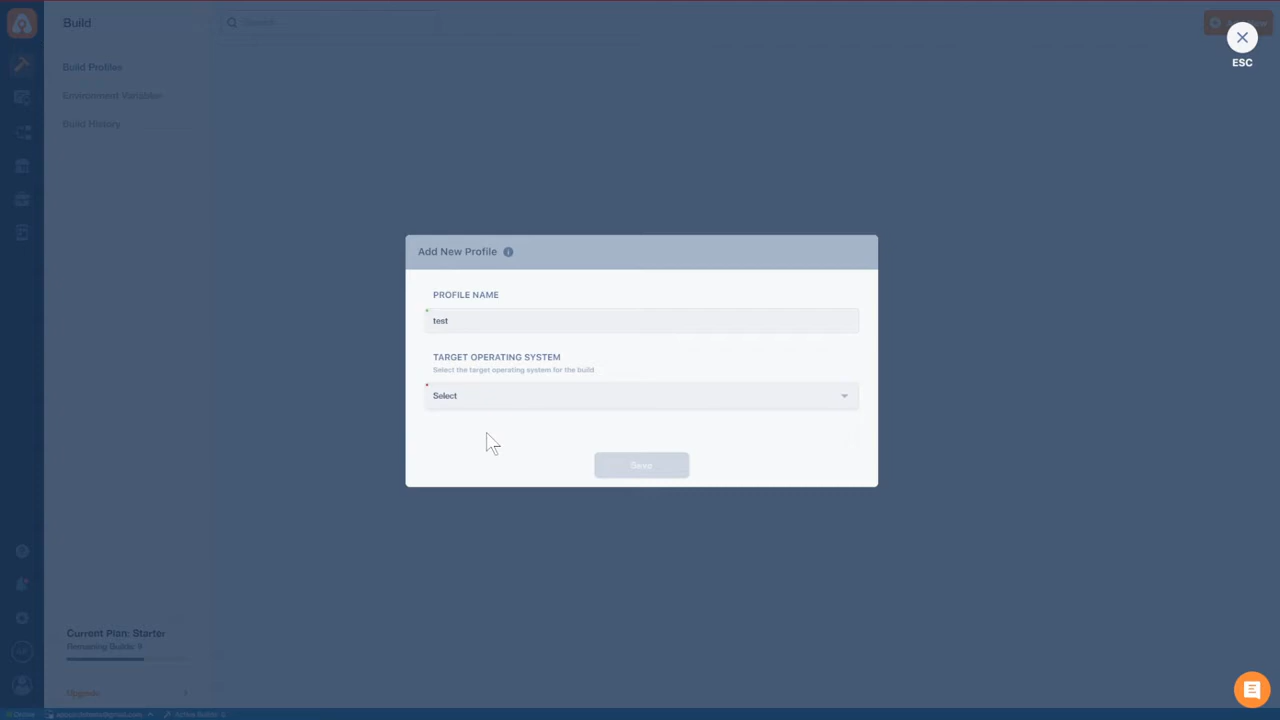 Build
Search...
ESC
Build Profiles
Environment Variables
Build History
Add New Profile
PROFILE NAME
test
TARGET OPERATING SYSTEM
Select the target operating system for the build
Select
Save
Current Plan: Starter
Upgrade